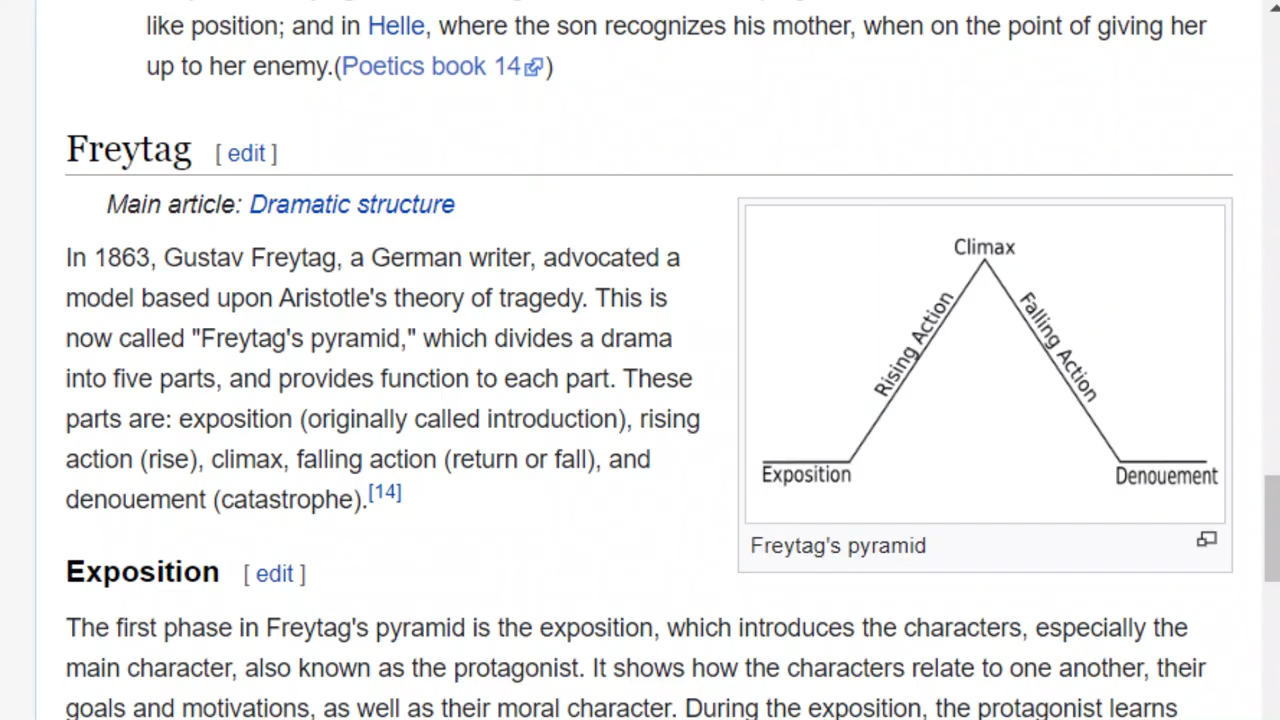 like position; and in Helle, where the son recognizes his mother, when on the point of giving her
up to her enemy.(Poetics book 14)
Freytag [ edit ]
Main article: Dramatic structure
In 1863, Gustav Freytag, a German writer, advocated a
model based upon Aristotle's theory of tragedy. This is
now called "Freytag's pyramid," which divides a drama
into five parts, and provides function to each part. These
parts are: exposition (originally called introduction), rising
action (rise), climax, falling action (return or fall), and
denouement (catastrophe).[14]
Climax
Rising Action
Falling Action
Exposition
Denouement
Freytag's pyramid
Exposition [ edit ]
The first phase in Freytag's pyramid is the exposition, which introduces the characters, especially the
main character, also known as the protagonist. It shows how the characters relate to one another, their
goals and motivations, as well as their moral character. During the exposition, the protagonist learns